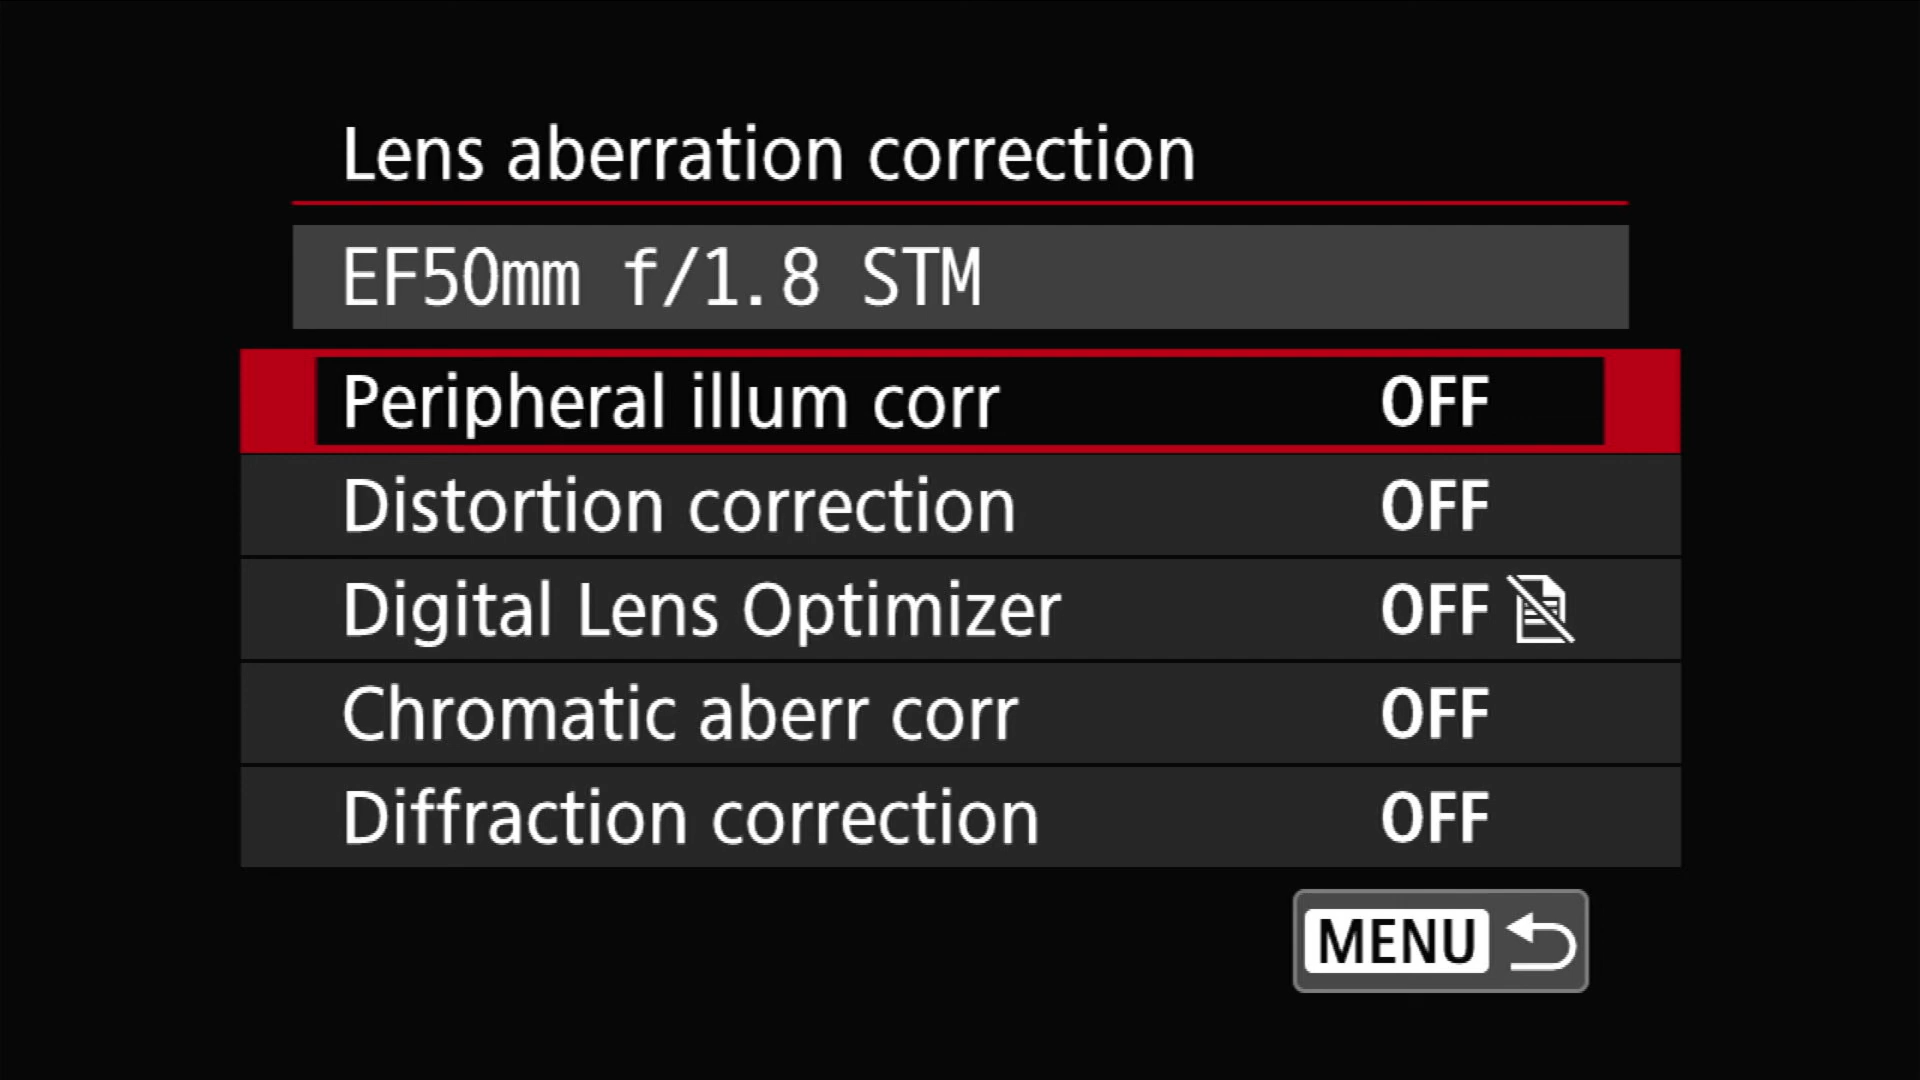 Lens aberration correction
EF50mm f/1.8 STM
Peripheral illum corr OFF
Distortion correction OFF
Digital Lens Optimizer OFF
Chromatic aberr corr OFF
Diffraction correction OFF
MENU